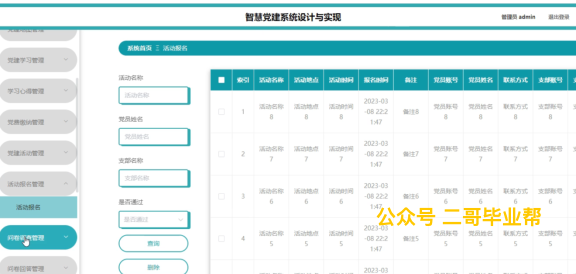 智慧党建系统设计与实现
管理员 admin 退出登录
党建学习管理
学习心得管理
党费缴纳管理
党建活动管理
活动报名管理
活动报名
问卷调查管理
问卷回答管理
系统首页 活动报名
活动名称
活动名称
党员姓名
党员姓名
支部名称
支部名称
是否通过
是否通过
查询
删除
索引 活动名称 活动地点 活动时间 报名时间 备注 党员账号 党员姓名 联系方式 支部账号
1 活动名称8 活动地点8 活动时间8 2023-03-08 22:21:47 备注8 党员账号8 党员姓名8 联系方式8 支部账号8
2 活动名称7 活动地点7 活动时间7 2023-03-08 22:21:47 备注7 党员账号7 党员姓名7 联系方式7 支部账号7
3 活动名称6 活动地点6 活动时间6 2023-03-08 22:21:47 备注6 党员账号6 党员姓名6 联系方式6 支部账号6
4 活动名称5 活动地点5 活动时间5 2023-03-08 22:21:47 备注5 党员账号5 党员姓名5 联系方式5 支部账号5
2023-03
公众号 二哥毕业帮